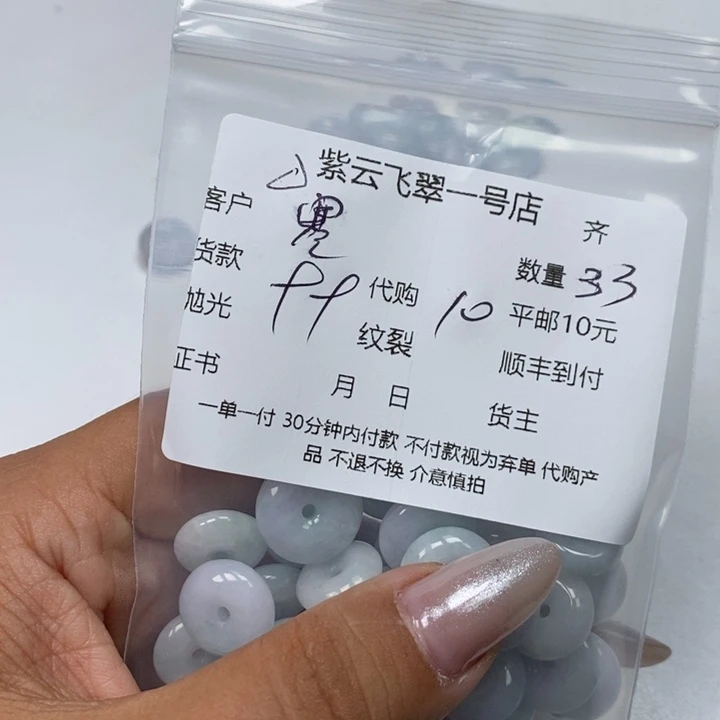 紫云飞翠一号店
齐
客户
数量 33
货款 99 代购 10 平邮10元
抛光 纹裂 顺丰到付
证书 月 日 货主
一单一付 30分钟内付款 不付款视为弃单 代购产
品 不退不换 介意慎拍